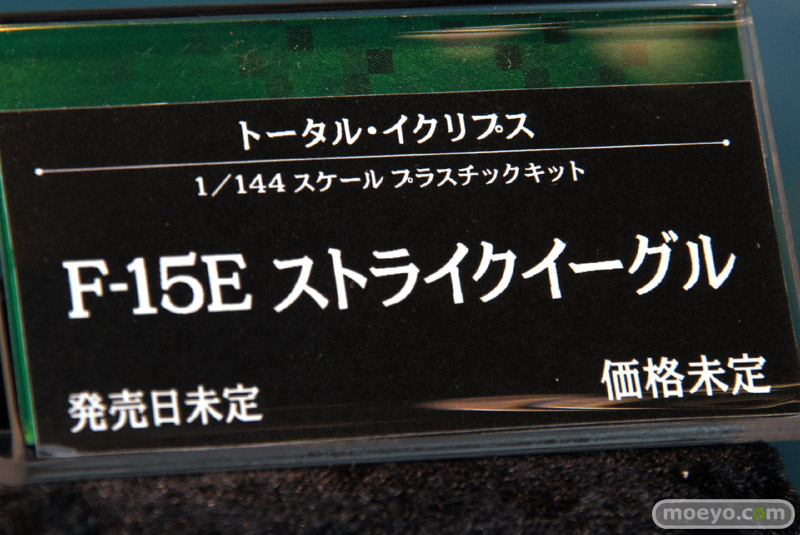 トータル・イクリプス
1/144 スケール プラスチックキット
F-15E ストライクイーグル
発売日未定
価格未定
moeyo.com